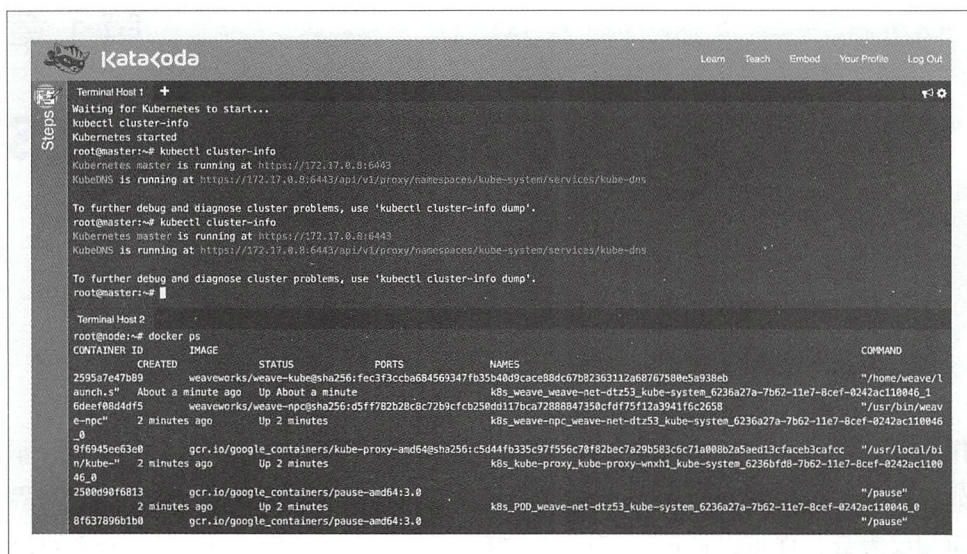 Katakoda
Learn Teach Embed Your Profile Log Out
Steps
Terminal Host 1 +
Waiting for Kubernetes to start...
kubectl cluster-info
Kubernetes started
root@master:~# kubectl cluster-info
Kubernetes master is running at https://172.17.0.8:6443
KubeDNS is running at https://172.17.0.8:6443/api/v1/proxy/namespaces/kube-system/services/kube-dns
To further debug and diagnose cluster problems, use 'kubectl cluster-info dump'.
root@master:~# kubectl cluster-info
Kubernetes master is running at https://172.17.0.8:6443
KubeDNS is running at https://172.17.0.8:6443/api/v1/proxy/namespaces/kube-system/services/kube-dns
To further debug and diagnose cluster problems, use 'kubectl cluster-info dump'.
root@master:~#
Terminal Host 2
root@node:~# docker ps
CONTAINER ID IMAGE COMMAND
CREATED STATUS PORTS NAMES
2595a7e47b89 weaveworks/weave-kube@sha256:fec3f3ccba684569347fb35b40d9cace88dc67b82363112a68767580e5a938eb "/home/weave/l
aunch.s" About a minute ago Up About a minute k8s_weave_weave-net-dtz53_kube-system_6236a27a-7b62-11e7-8cef-0242ac110046_1
6deef08d4df5 weaveworks/weave-npc@sha256:d5ff782b28c8c72b9cfcb250dd117bca72888847350cfdf75f12a3941f6c2658 "/usr/bin/weav
e-npc" 2 minutes ago Up 2 minutes k8s_weave-npc_weave-net-dtz53_kube-system_6236a27a-7b62-11e7-8cef-0242ac110046
_0
9f6945ee63e0 gcr.io/google_containers/kube-proxy-amd64@sha256:c5d44fb335c97f556c70f82bec7a29b583c6c71a008b2a5aed13cfaceb3cafcc "/usr/local/bi
n/kube-" 2 minutes ago Up 2 minutes k8s_kube-proxy_kube-proxy-wnxh1_kube-system_6236bfd8-7b62-11e7-8cef-0242ac1100
46_0
2500d90f6813 gcr.io/google_containers/pause-amd64:3.0 "/pause"
2 minutes ago Up 2 minutes k8s_POD_weave-net-dtz53_kube-system_6236a27a-7b62-11e7-8cef-0242ac110046_0
8f637896b1b0 gcr.io/google_containers/pause-amd64:3.0 "/pause"